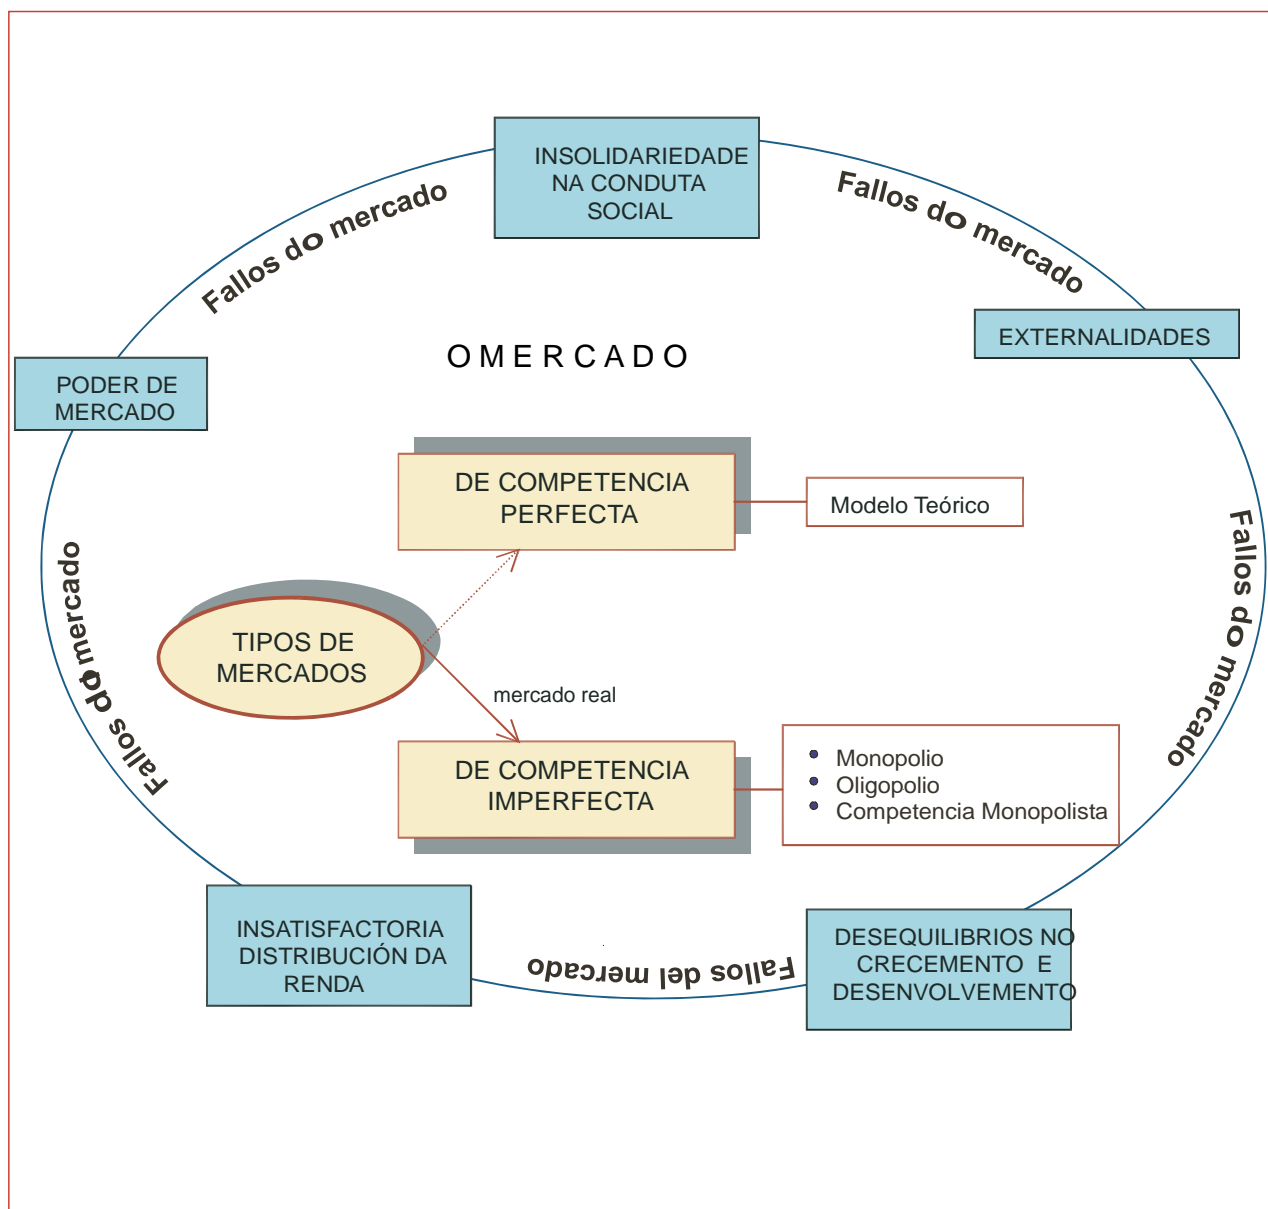 INSOLIDARIEDADE
NA CONDUTA
SOCIAL
Fallos do mercado
Fallos do mercado
EXTERNALIDADES
O M E R C A D O
PODER DE
MERCADO
DE COMPETENCIA
PERFECTA
Modelo Teórico
Fallos do mercado
Fallos do mercado
TIPOS DE
MERCADOS
mercado real
DE COMPETENCIA
IMPERFECTA
• Monopolio
• Oligopolio
• Competencia Monopolista
INSATISFACTORIA
DISTRIBUCIÓN DA
RENDA
Fallos del mercado
DESEQUILIBRIOS NO
CRECEMENTO E
DESENVOLVEMENTO